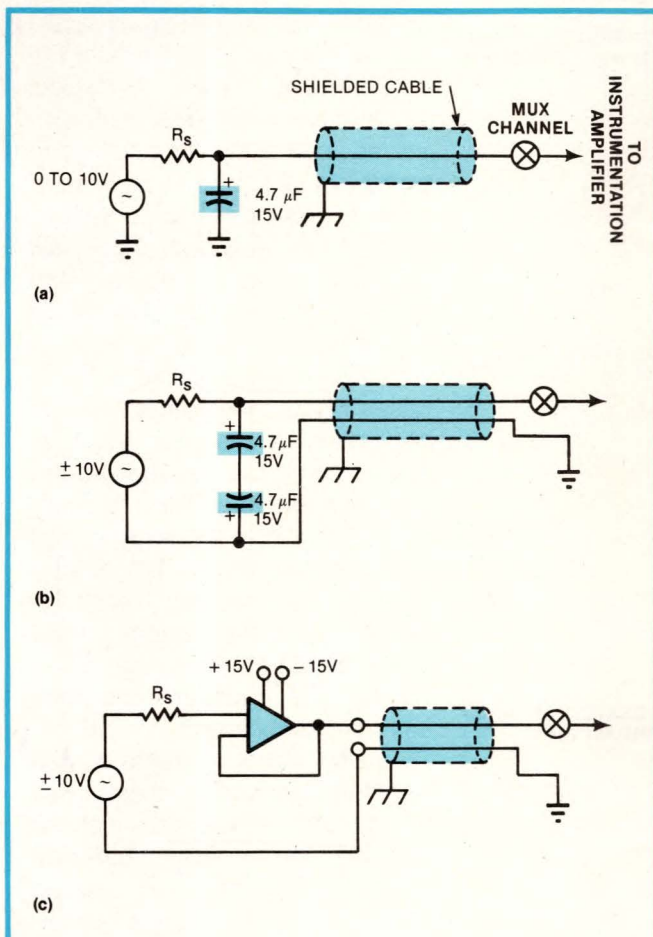 SHIELDED CABLE
MUX
CHANNEL
TO
INSTRUMENTATION
AMPLIFIER
Rs
0 TO 10V
~
+
4.7 μF
15V
(a)
Rs
± 10V
~
+
4.7μF
15V
4.7μF
+
15V
(b)
+ 15V
− 15V
Rs
± 10V
~
(c)